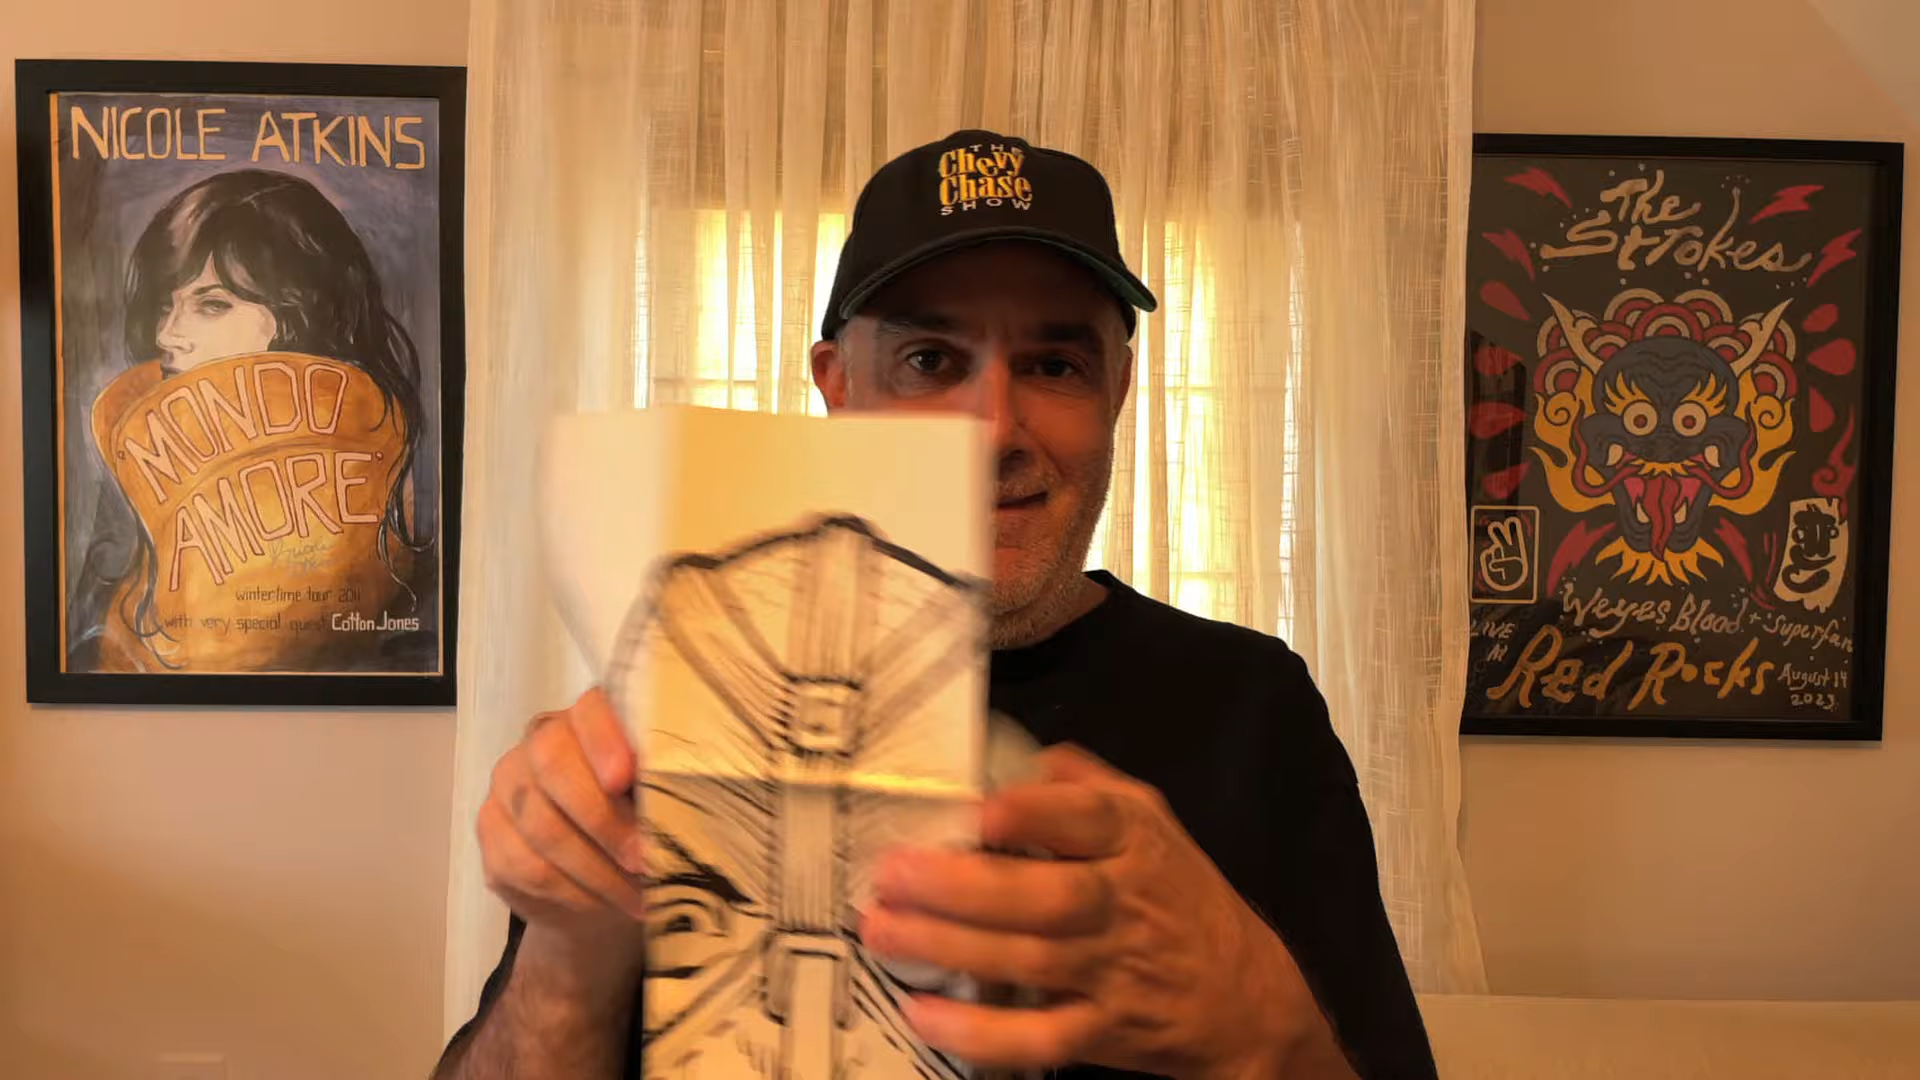 NICOLE ATKINS
"MONDO
AMORE"
wintertime tour 2011
with very special guest Cotton Jones
THE
Chevy
Chase
SHOW
The
Strokes
Weyes Blood + Superfan
LIVE
At
Red Rocks
August 14
2023